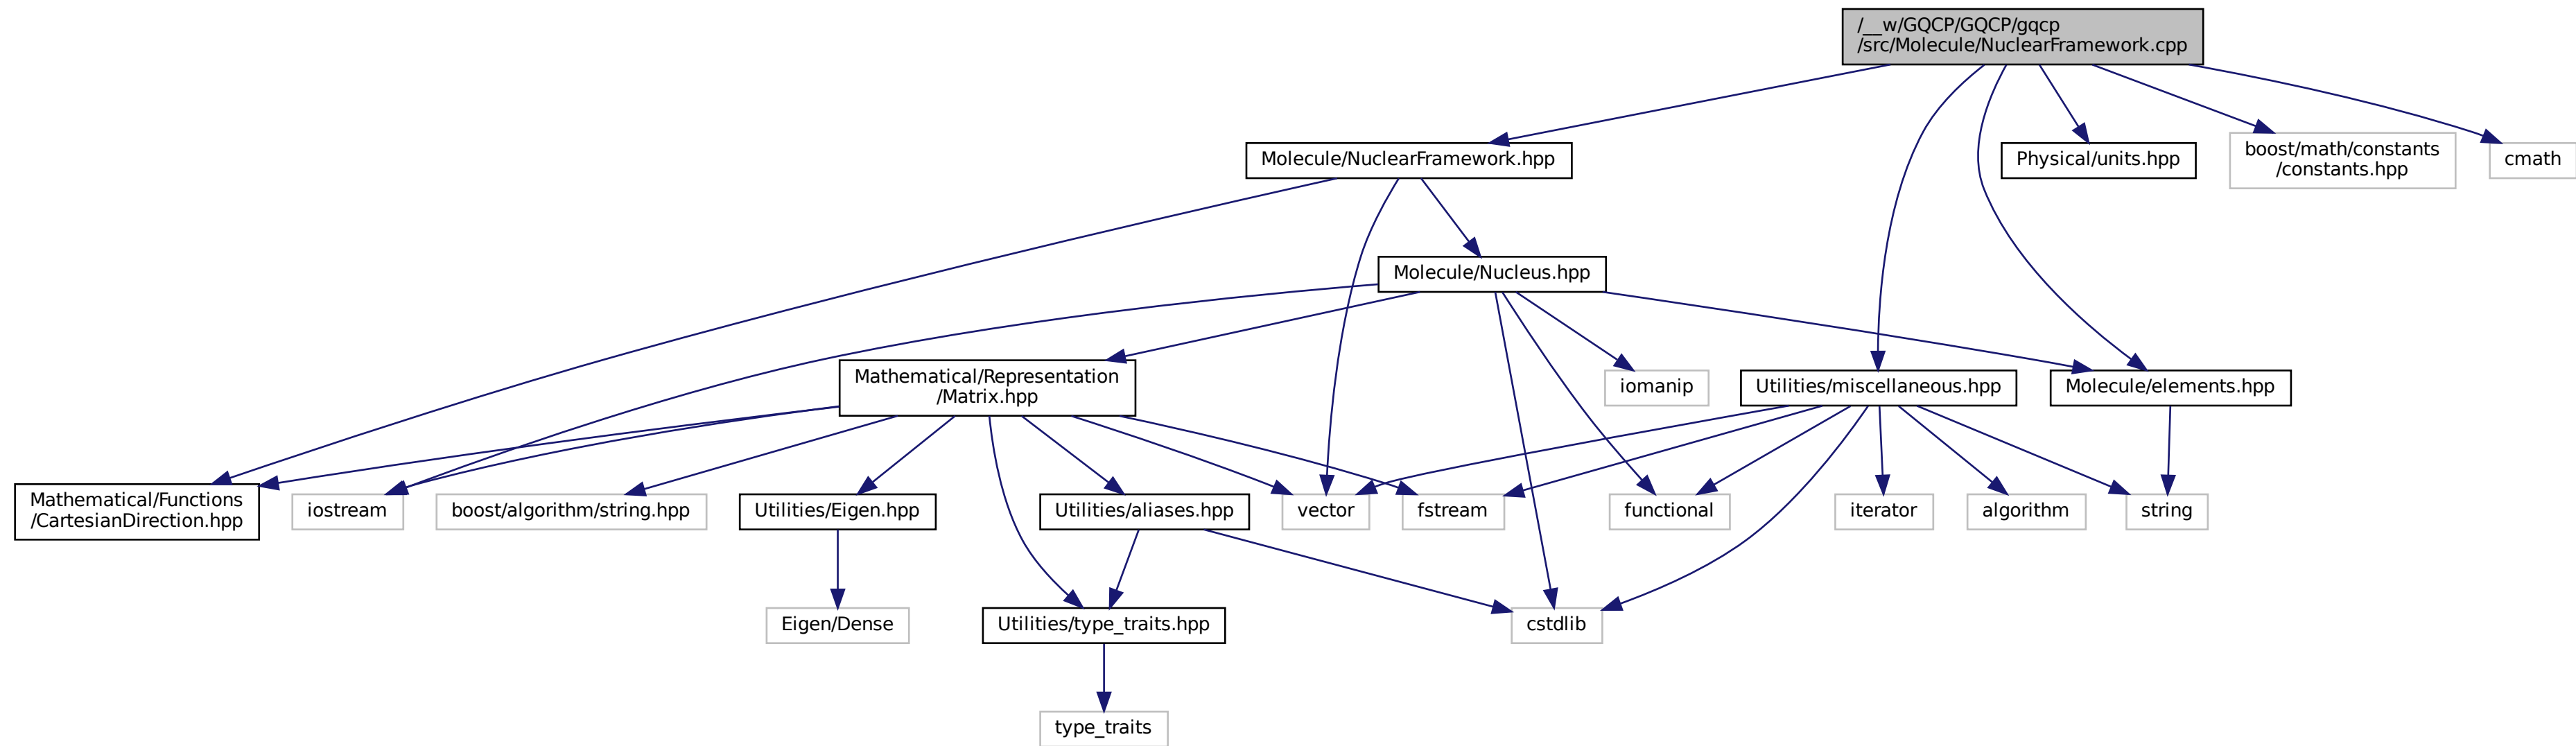 /__w/GQCP/GQCP/gqcp
/src/Molecule/NuclearFramework.cpp
Molecule/NuclearFramework.hpp
Physical/units.hpp
boost/math/constants
/constants.hpp
cmath
Molecule/Nucleus.hpp
Mathematical/Representation
/Matrix.hpp
iomanip
Utilities/miscellaneous.hpp
Molecule/elements.hpp
Mathematical/Functions
/CartesianDirection.hpp
iostream
boost/algorithm/string.hpp
Utilities/Eigen.hpp
Utilities/aliases.hpp
vector
fstream
functional
iterator
algorithm
string
Eigen/Dense
Utilities/type_traits.hpp
cstdlib
type_traits